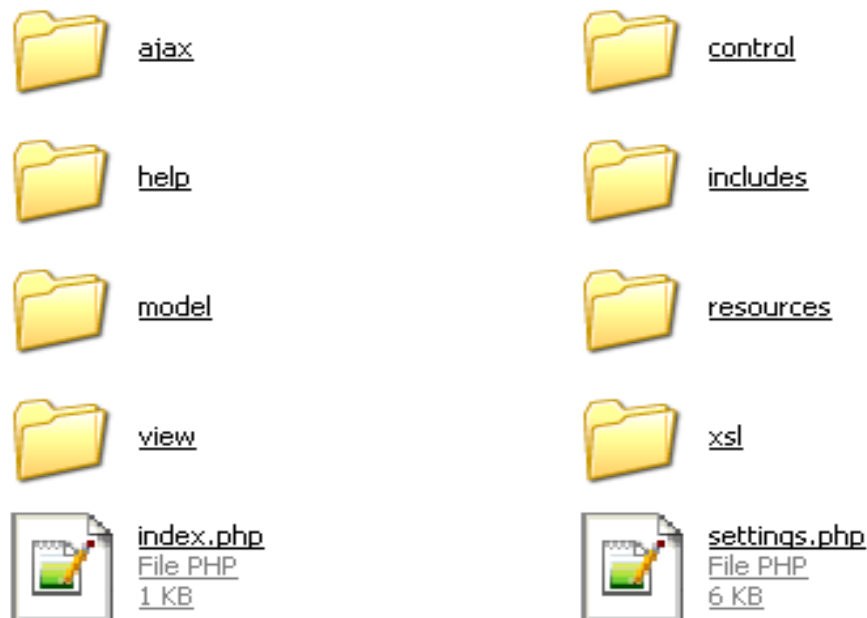 ajax
control
help
includes
model
resources
view
xsl
index.php
File PHP
1 KB
settings.php
File PHP
6 KB